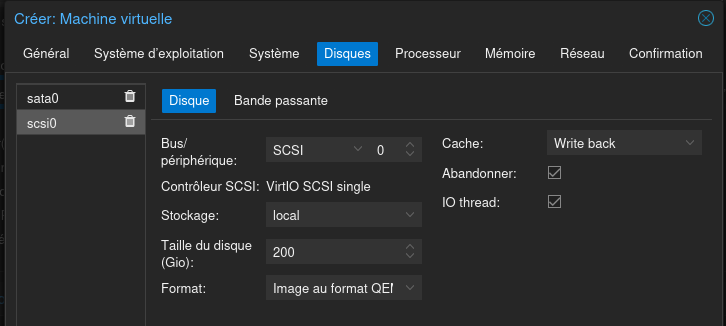 Créer: Machine virtuelle
Général Système d'exploitation Système Disques Processeur Mémoire Réseau Confirmation
sata0
scsi0
Disque Bande passante
Bus/
périphérique:
SCSI 0
Contrôleur SCSI: VirtIO SCSI single
Stockage: local
Taille du disque
(Gio):
200
Format: Image au format QE
Cache: Write back
Abandonner:
IO thread: